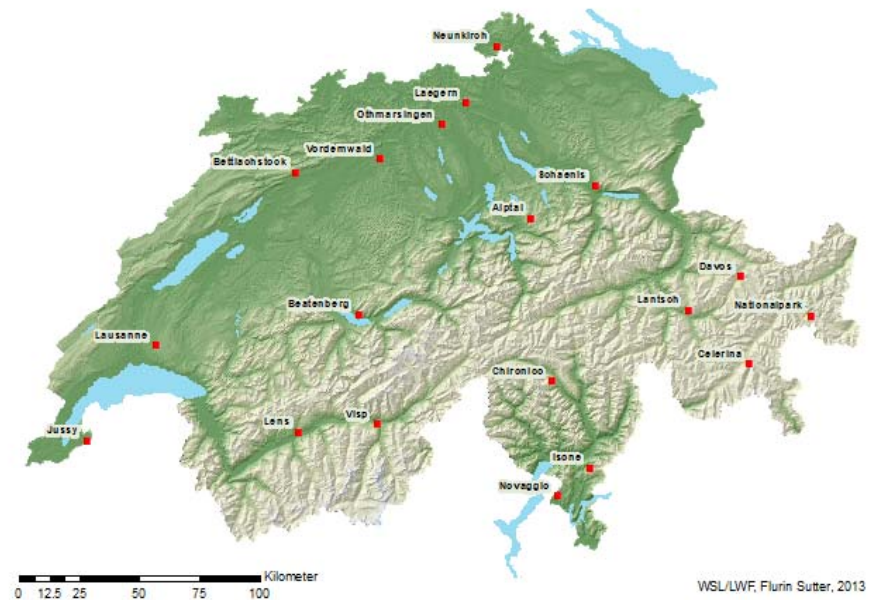 Neunkirch
Laegern
Othmarsingen
Vordemwald
Bettlachstock
Schaenis
Alptal
Davos
Lantsch
Nationalpark
Beatenberg
Lausanne
Celerina
Chironico
Jussy
Lens
Visp
Isone
Novaggio
Kilometer
0 12.5 25 50 75 100
WSL/LWF, Flurin Sutter, 2013